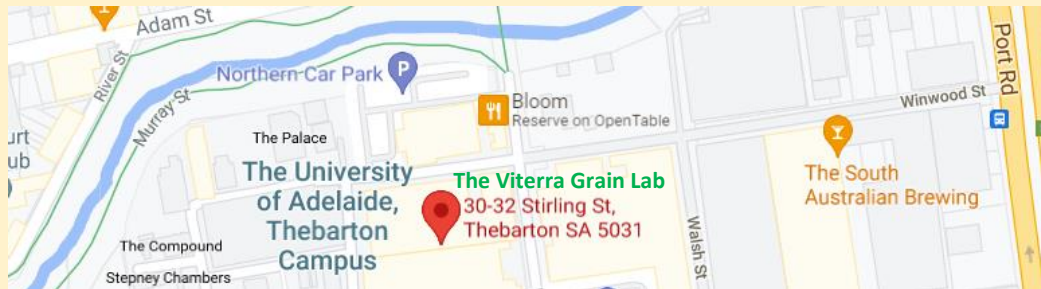 Adam St
River St
Murray St
Northern Car Park
P
Bloom
Reserve on OpenTable
Winwood St
Port Rd
The Palace
The University
of Adelaide,
Thebarton
Campus
The Viterra Grain Lab
30-32 Stirling St,
Thebarton SA 5031
The South
Australian Brewing
Walsh St
The Compound
Stepney Chambers
urt
ub